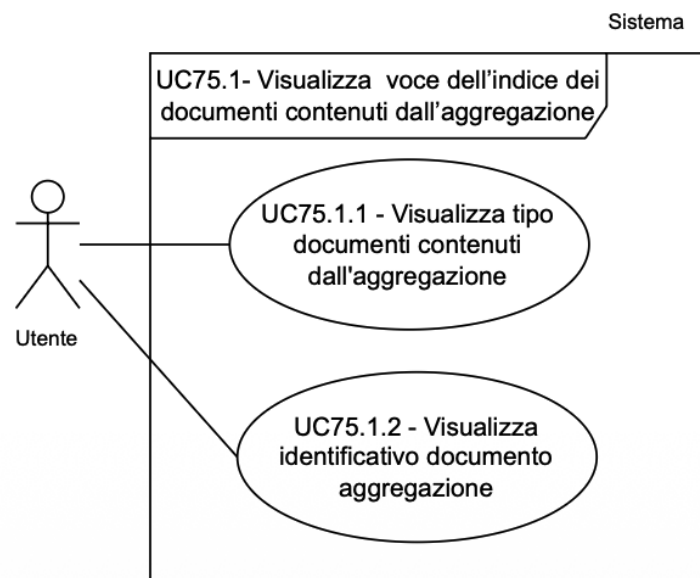 Sistema
UC75.1- Visualizza voce dell'indice dei
documenti contenuti dall'aggregazione
UC75.1.1 - Visualizza tipo
documenti contenuti
dall'aggregazione
Utente
UC75.1.2 - Visualizza
identificativo documento
aggregazione